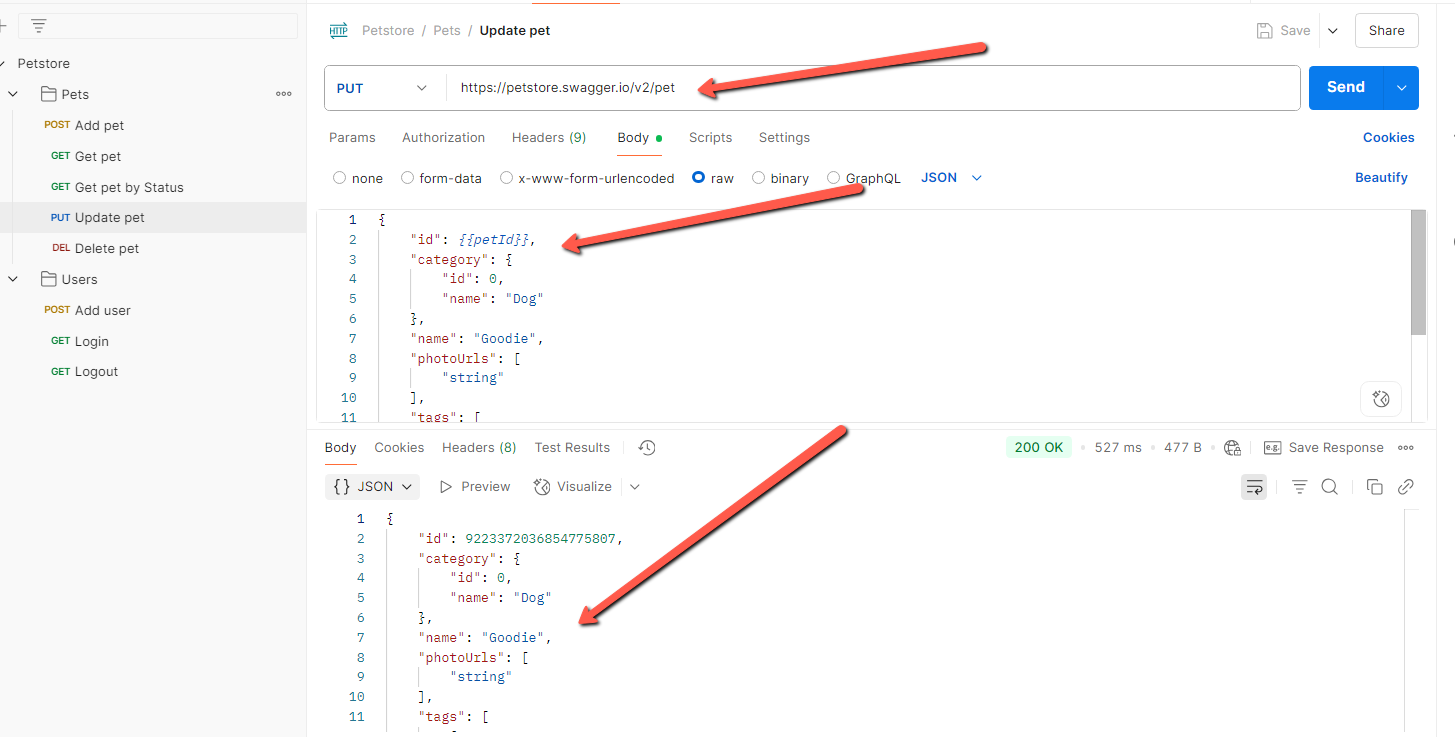 Petstore
Pets
POST Add pet
GET Get pet
GET Get pet by Status
PUT Update pet
DEL Delete pet
Users
POST Add user
GET Login
GET Logout
HTTP Petstore / Pets / Update pet Save Share
PUT https://petstore.swagger.io/v2/pet Send
Params Authorization Headers (9) Body Scripts Settings Cookies
none form-data x-www-form-urlencoded raw binary GraphQL JSON Beautify
1 {
2 "id": {{petId}},
3 "category": {
4 "id": 0,
5 "name": "Dog"
6 },
7 "name": "Goodie",
8 "photoUrls": [
9 "string"
10 ],
11 "tags": [
Body Cookies Headers (8) Test Results 200 OK 527 ms 477 B e.g. Save Response
{} JSON Preview Visualize
1 {
2 "id": 9223372036854775807,
3 "category": {
4 "id": 0,
5 "name": "Dog"
6 },
7 "name": "Goodie",
8 "photoUrls": [
9 "string"
10 ],
11 "tags": [